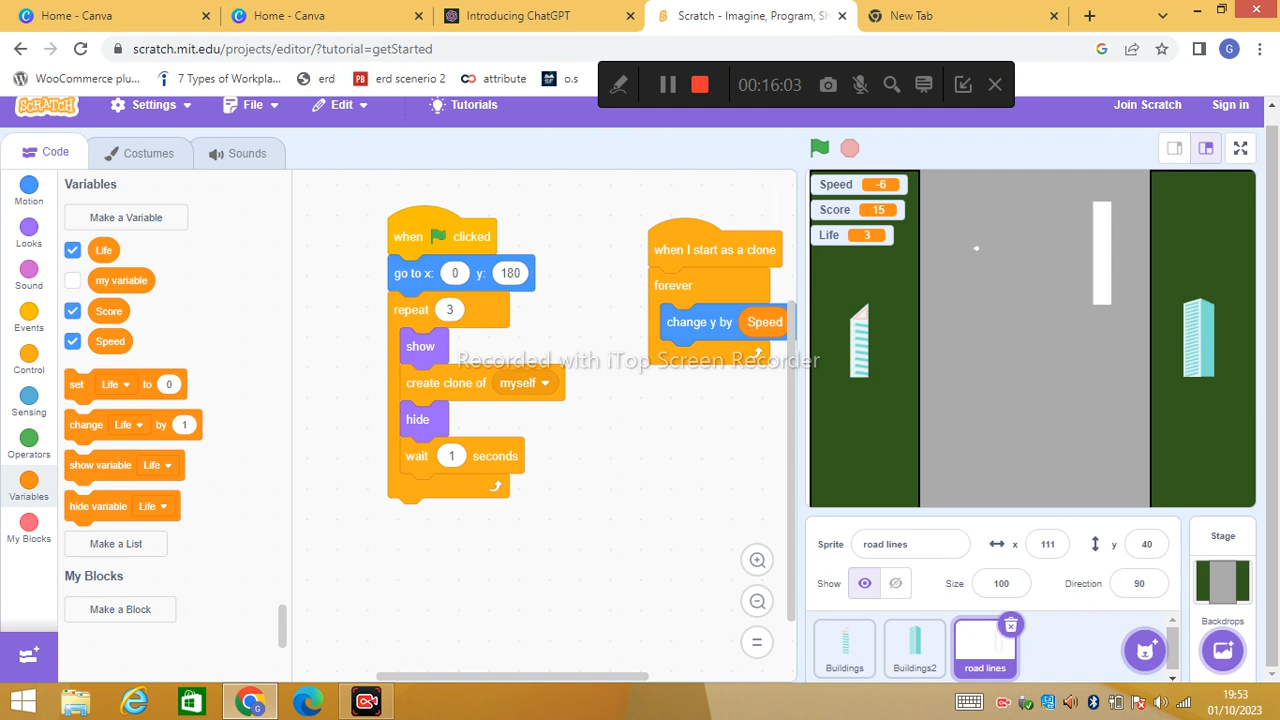 Home - Canva
Home - Canva
Introducing ChatGPT
Scratch - Imagine, Program, Sh
New Tab
scratch.mit.edu/projects/editor/?tutorial=getStarted
G
WooCommerce plu...
7 Types of Workpla...
erd
PB erd scenerio 2
attribute
o.s
00:16:03
SCRATCH
Settings
File
Edit
Tutorials
Join Scratch
Sign in
Code
Costumes
Sounds
Motion
Looks
Sound
Events
Control
Sensing
Operators
Variables
My Blocks
Variables
Make a Variable
Life
my variable
Score
Speed
set Life to 0
change Life by 1
show variable Life
hide variable Life
Make a List
My Blocks
Make a Block
when clicked
go to x: 0 y: 180
repeat 3
show
create clone of myself
hide
wait 1 seconds
when I start as a clone
forever
change y by Speed
Recorded with iTop Screen Recorder
Speed -6
Score 15
Life 3
Sprite road lines x 111 y 40
Show Size 100 Direction 90
Buildings
Buildings2
road lines
Stage
Backdrops
19:53
01/10/2023